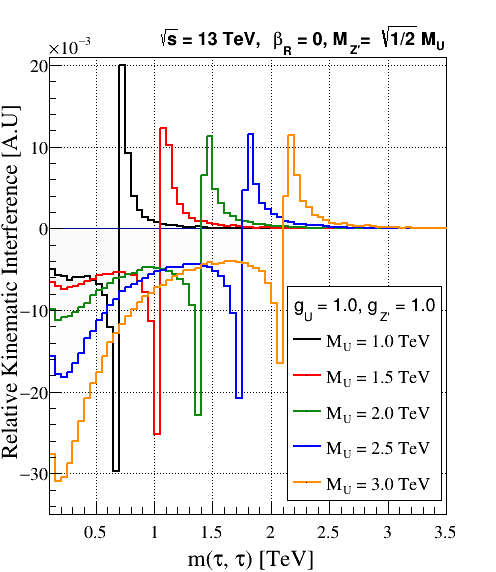 √s = 13 TeV, β_R = 0, M_Z' = √1/2 M_U
×10⁻³
Relative Kinematic Interference [A.U]
20
10
0
−10
−20
−30
g_U = 1.0, g_Z' = 1.0
M_U = 1.0 TeV
M_U = 1.5 TeV
M_U = 2.0 TeV
M_U = 2.5 TeV
M_U = 3.0 TeV
0.5 1 1.5 2 2.5 3 3.5
m(τ, τ) [TeV]